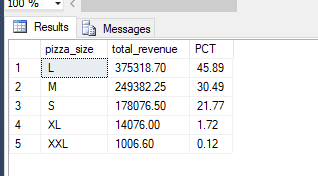 100 %
Results Messages
pizza_size total_revenue PCT
1 L 375318.70 45.89
2 M 249382.25 30.49
3 S 178076.50 21.77
4 XL 14076.00 1.72
5 XXL 1006.60 0.12